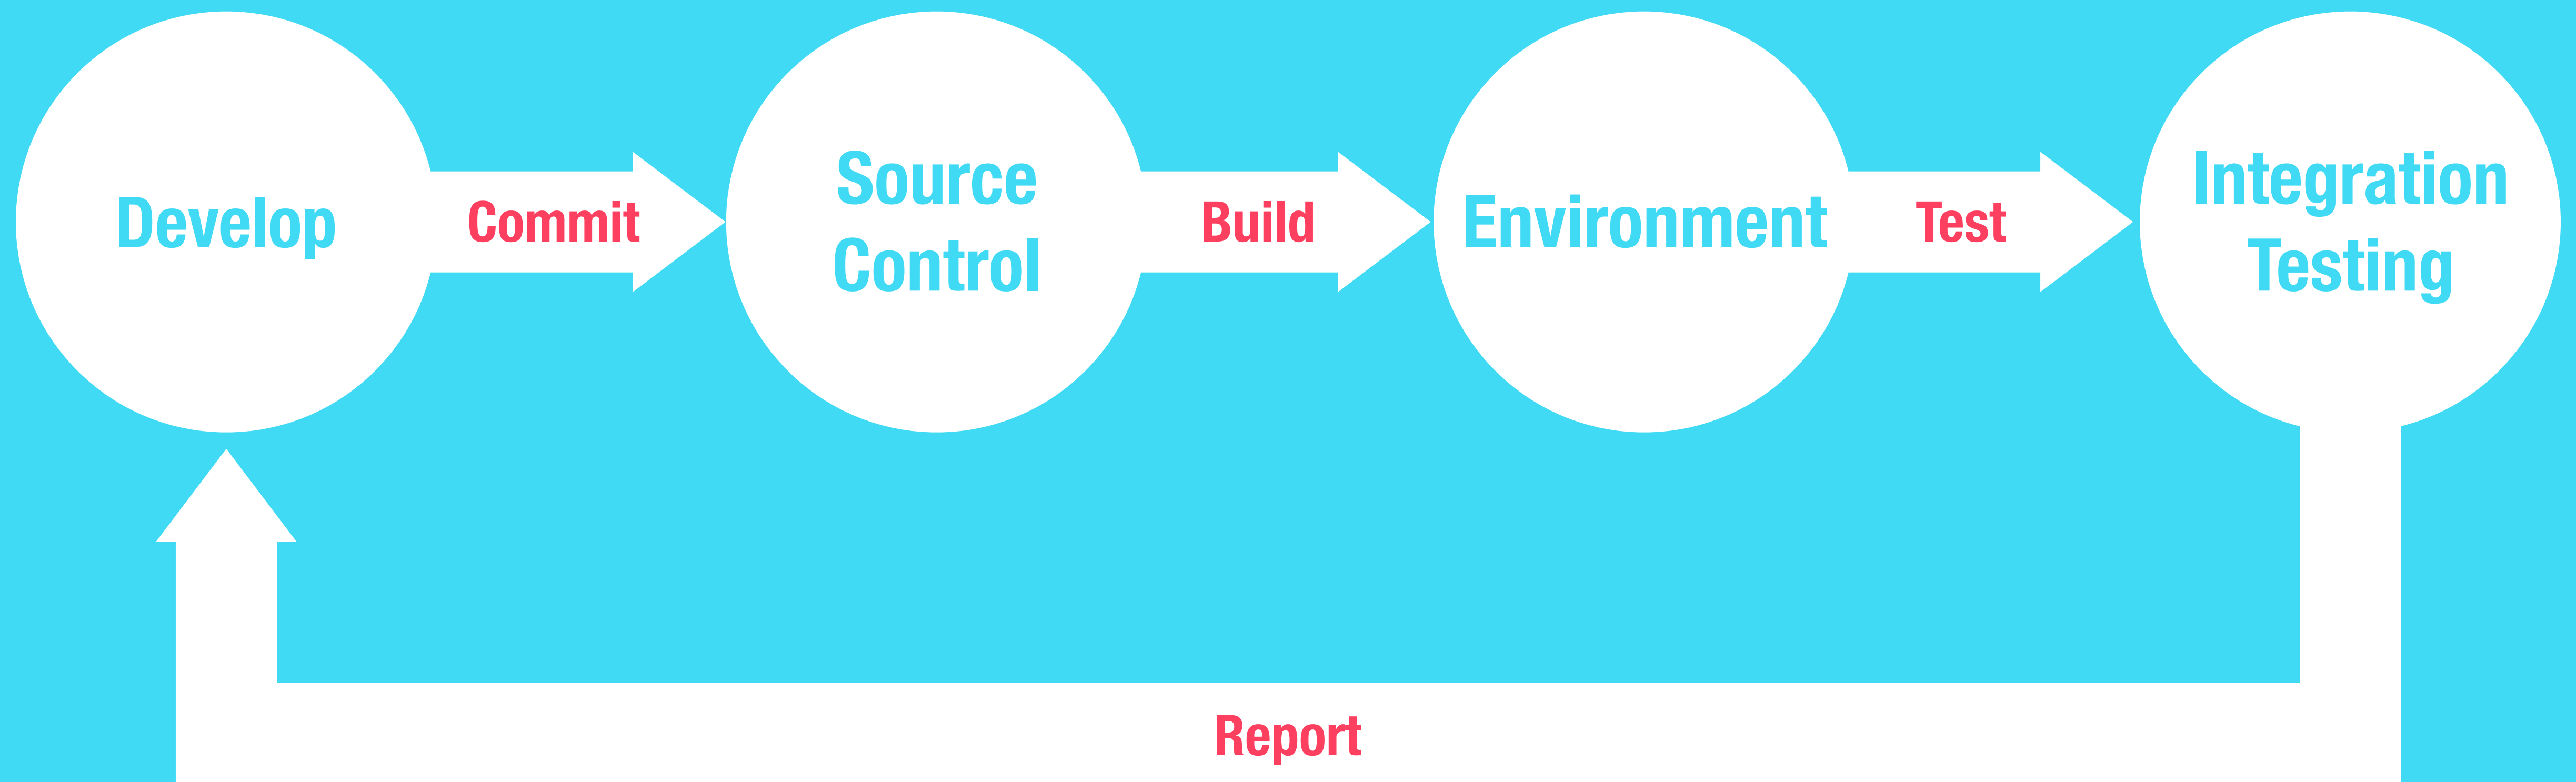 Develop
Commit
Source
Control
Build
Environment
Test
Integration
Testing
Report